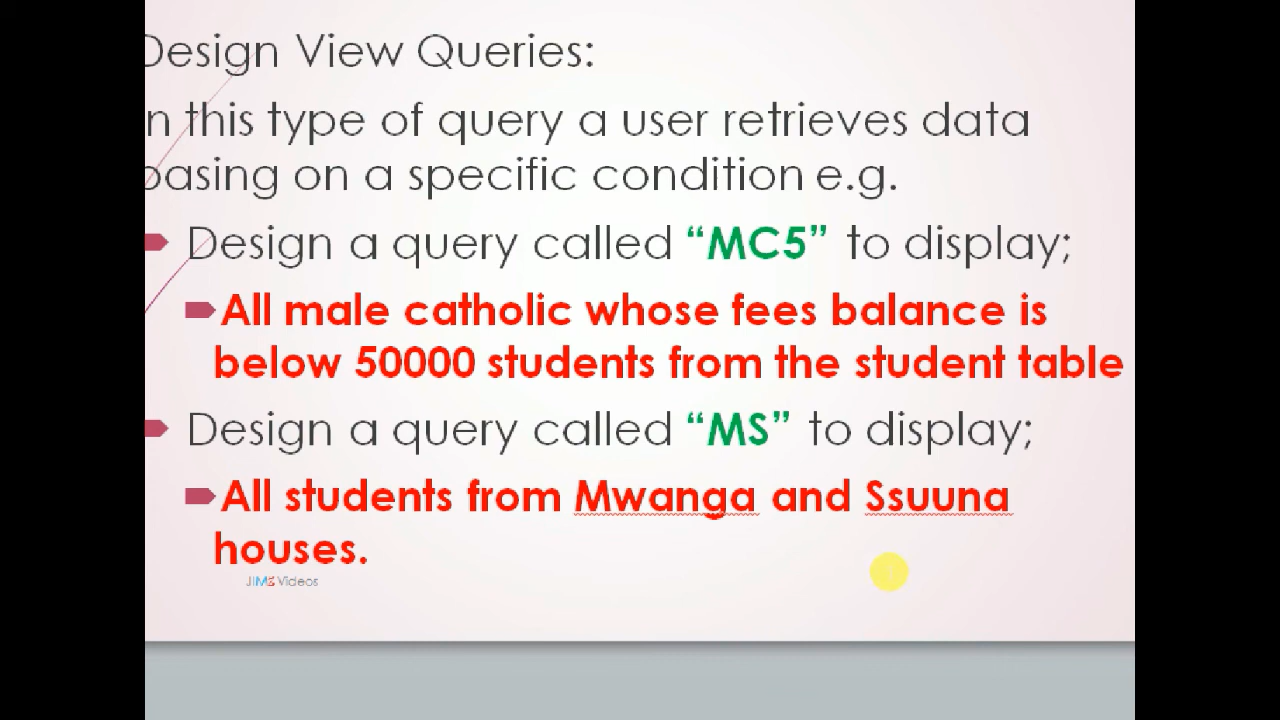 Design View Queries:
In this type of query a user retrieves data
basing on a specific condition e.g.
Design a query called “MC5” to display;
All male catholic whose fees balance is
below 50000 students from the student table
Design a query called “MS” to display;
All students from Mwanga and Ssuuna
houses.
JIMS Videos